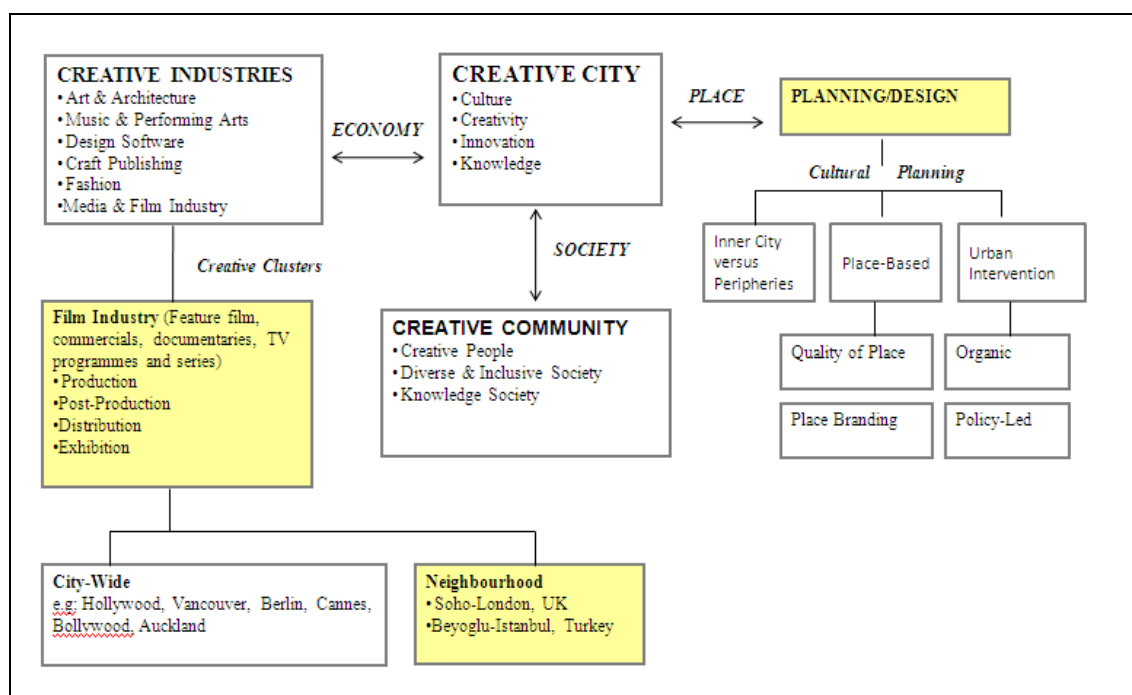 CREATIVE INDUSTRIES
•Art & Architecture
•Music & Performing Arts
•Design Software
•Craft Publishing
•Fashion
•Media & Film Industry
ECONOMY
CREATIVE CITY
•Culture
•Creativity
•Innovation
•Knowledge
PLACE
PLANNING/DESIGN
Cultural Planning
Inner City
versus
Peripheries
Place-Based
Urban
Intervention
Quality of Place
Organic
Place Branding
Policy-Led
SOCIETY
CREATIVE COMMUNITY
•Creative People
•Diverse & Inclusive Society
•Knowledge Society
Creative Clusters
Film Industry (Feature film,
commercials, documentaries, TV
programmes and series)
•Production
•Post-Production
•Distribution
•Exhibition
City-Wide
e.g: Hollywood, Vancouver, Berlin, Cannes,
Bollywood, Auckland
Neighbourhood
•Soho-London, UK
•Beyoglu-Istanbul, Turkey